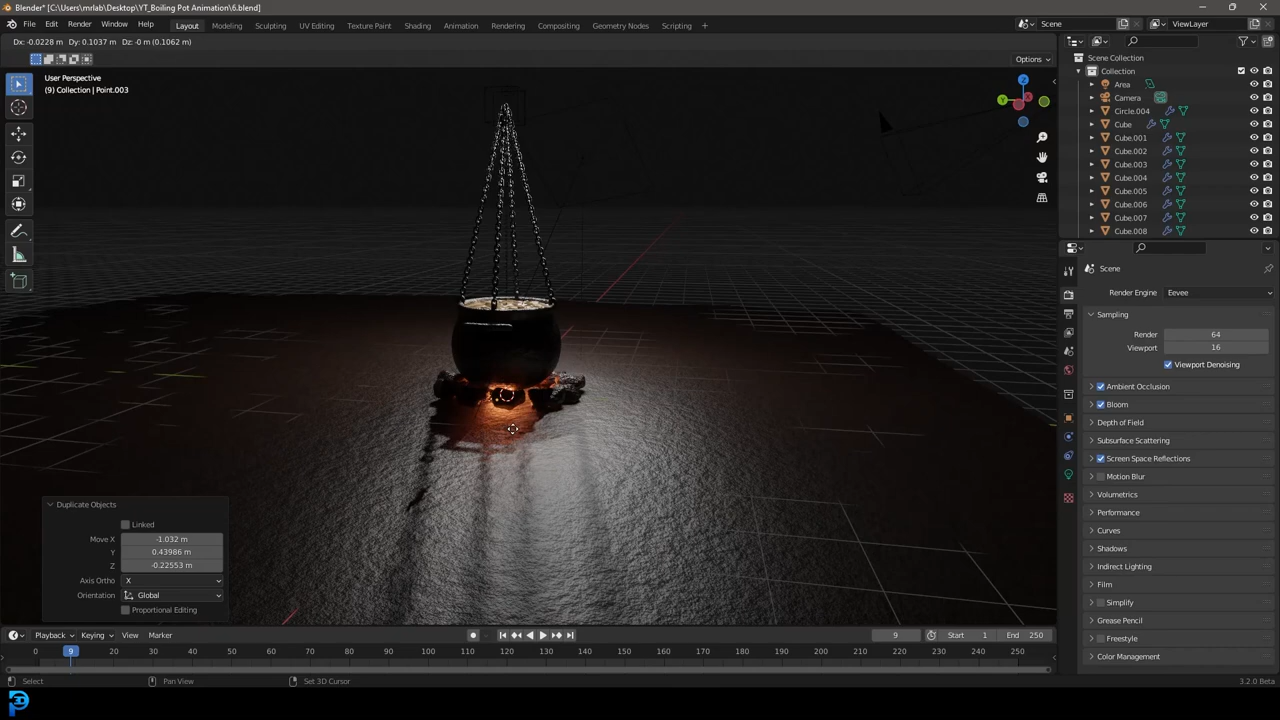 Blender* [C:\Users\mrlab\Desktop\YT_Boiling Pot Animation\6.blend]
File Edit Render Window Help Layout Modeling Sculpting UV Editing Texture Paint Shading Animation Rendering Compositing Geometry Nodes Scripting + Scene ViewLayer
Dx: -0.0228 m Dy: 0.1037 m Dz: -0 m (0.1062 m)
Options
User Perspective
(9) Collection | Point.003
Z
Y
X
Scene Collection
Collection
Area
Camera
Circle.004
Cube
Cube.001
Cube.002
Cube.003
Cube.004
Cube.005
Cube.006
Cube.007
Cube.008
Scene
Render Engine Eevee
Sampling
Render 64
Viewport 16
Viewport Denoising
Ambient Occlusion
Bloom
Depth of Field
Subsurface Scattering
Screen Space Reflections
Motion Blur
Volumetrics
Performance
Curves
Shadows
Indirect Lighting
Film
Simplify
Grease Pencil
Freestyle
Color Management
Duplicate Objects
Linked
Move X -1.032 m
Y 0.43986 m
Z -0.22553 m
Axis Ortho X
Orientation Global
Proportional Editing
Playback Keying View Marker 9 Start 1 End 250
0 9 20 30 40 50 60 70 80 90 100 110 120 130 140 150 160 170 180 190 200 210 220 230 240 250
Select Pan View Set 3D Cursor 3.2.0 Beta